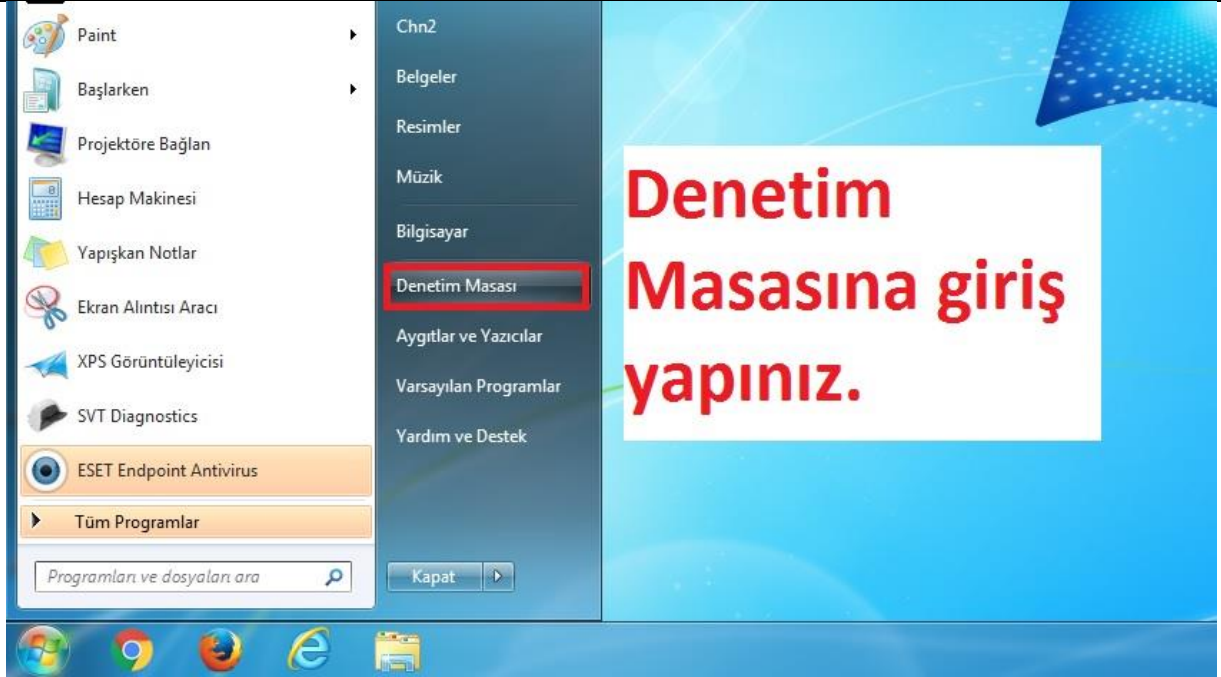 Paint
Başlarken
Projektöre Bağlan
Hesap Makinesi
Yapışkan Notlar
Ekran Alıntısı Aracı
XPS Görüntüleyicisi
SVT Diagnostics
ESET Endpoint Antivirus
Tüm Programlar
Programları ve dosyaları ara
Chn2
Belgeler
Resimler
Müzik
Bilgisayar
Denetim Masası
Aygıtlar ve Yazıcılar
Varsayılan Programlar
Yardım ve Destek
Kapat
Denetim
Masasına giriş
yapınız.